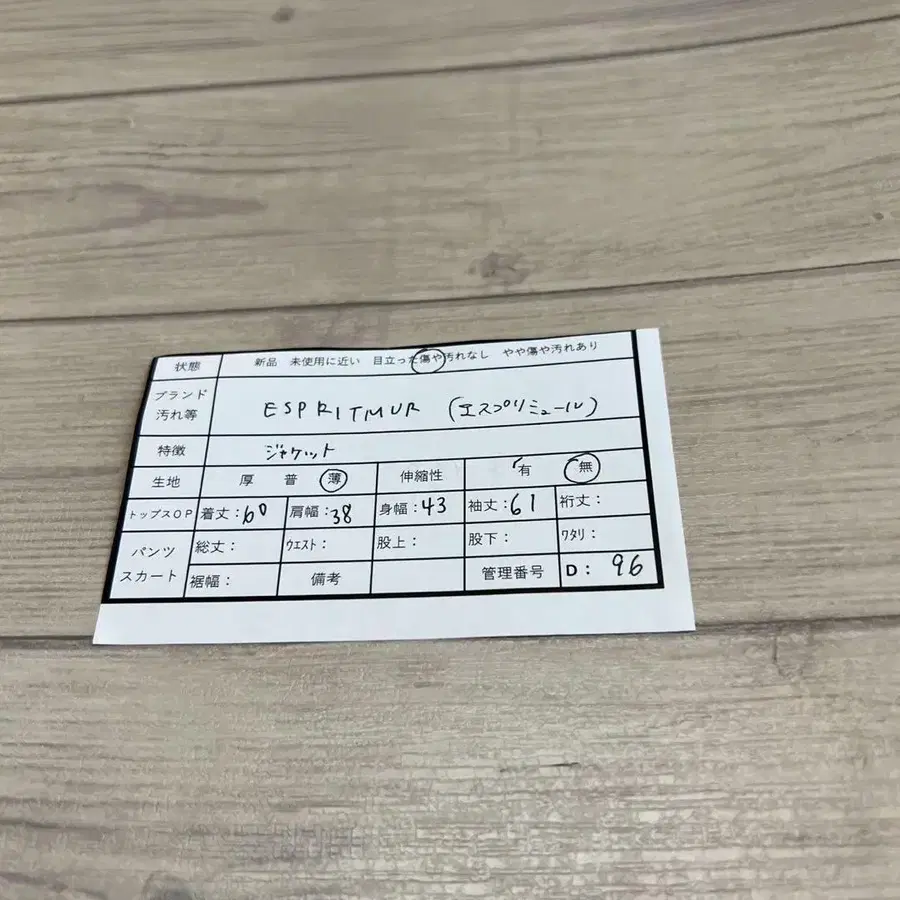 状態 新品 未使用に近い 目立った傷や汚れなし やや傷や汚れあり
ブランド
汚れ等 ESPRITMUR (エスプリミュール)
特徴 ジャケット
生地 厚 普 薄 伸縮性 有 無
トップスOP 着丈:60 肩幅:38 身幅:43 袖丈:61 裄丈:
パンツ 総丈: ウエスト: 股上: 股下: ワタリ:
スカート 裾幅: 備考 管理番号 D: 96